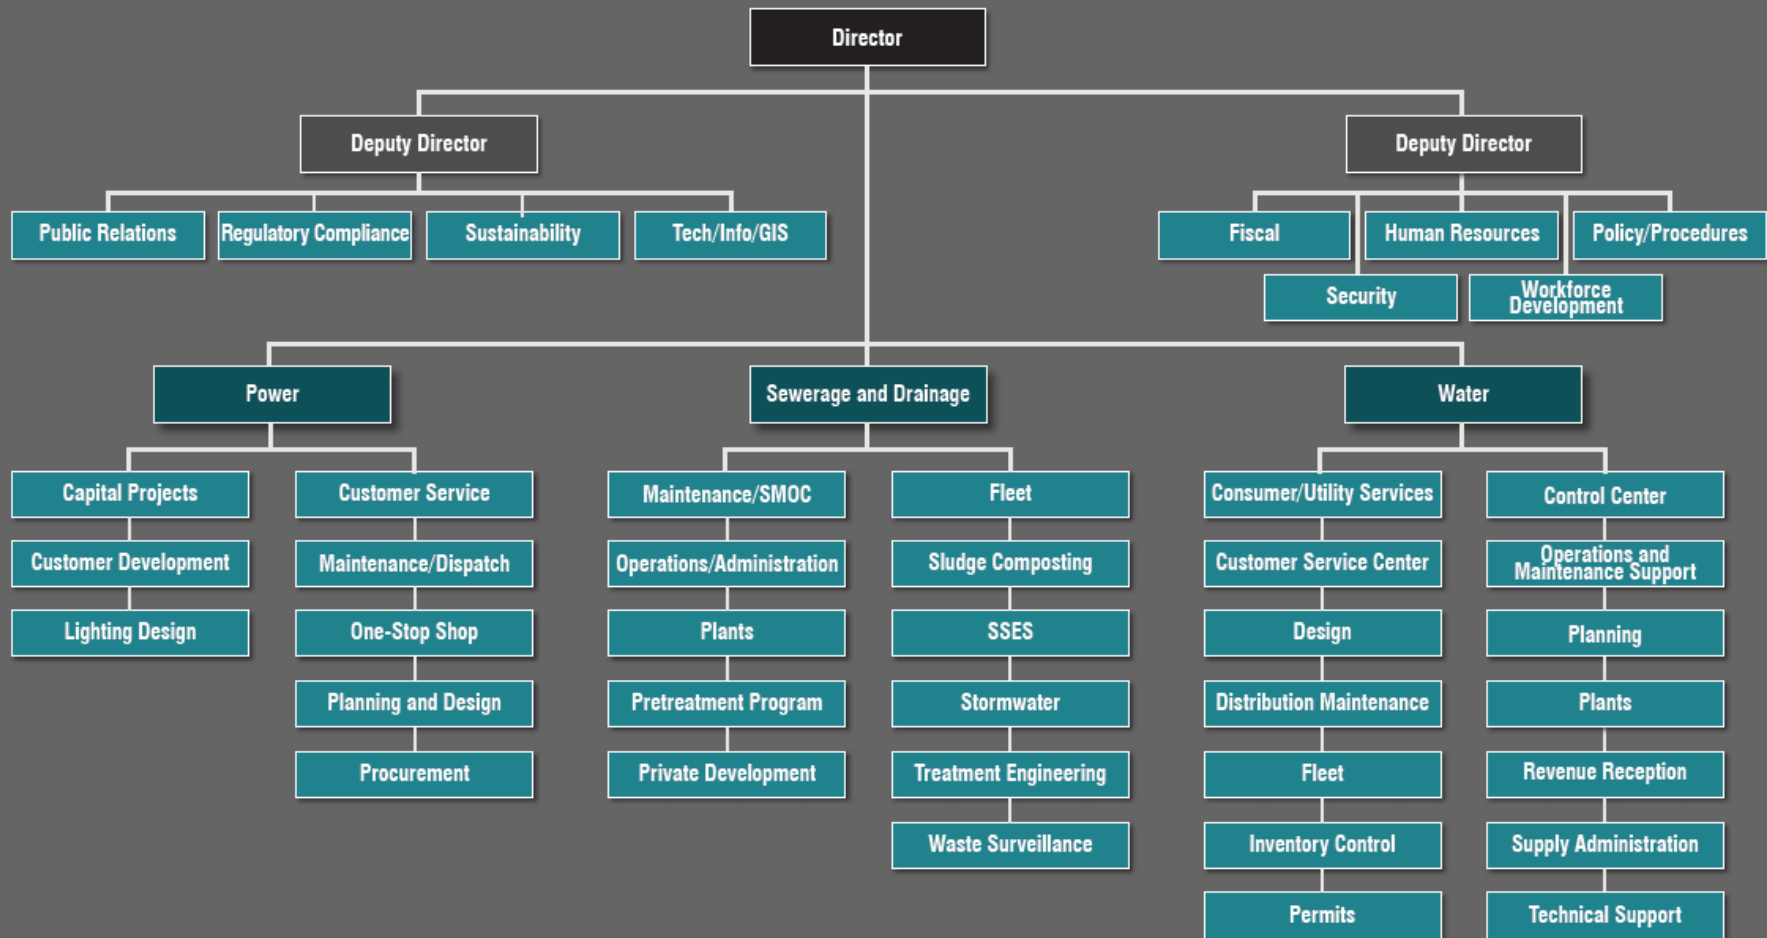 Director
Deputy Director
Deputy Director
Public Relations
Regulatory Compliance
Sustainability
Tech/Info/GIS
Fiscal
Human Resources
Policy/Procedures
Security
Workforce
Development
Power
Sewerage and Drainage
Water
Capital Projects
Customer Development
Lighting Design
Customer Service
Maintenance/Dispatch
One-Stop Shop
Planning and Design
Procurement
Maintenance/SMOC
Operations/Administration
Plants
Pretreatment Program
Private Development
Fleet
Sludge Composting
SSES
Stormwater
Treatment Engineering
Waste Surveillance
Consumer/Utility Services
Customer Service Center
Design
Distribution Maintenance
Fleet
Inventory Control
Permits
Control Center
Operations and
Maintenance Support
Planning
Plants
Revenue Reception
Supply Administration
Technical Support